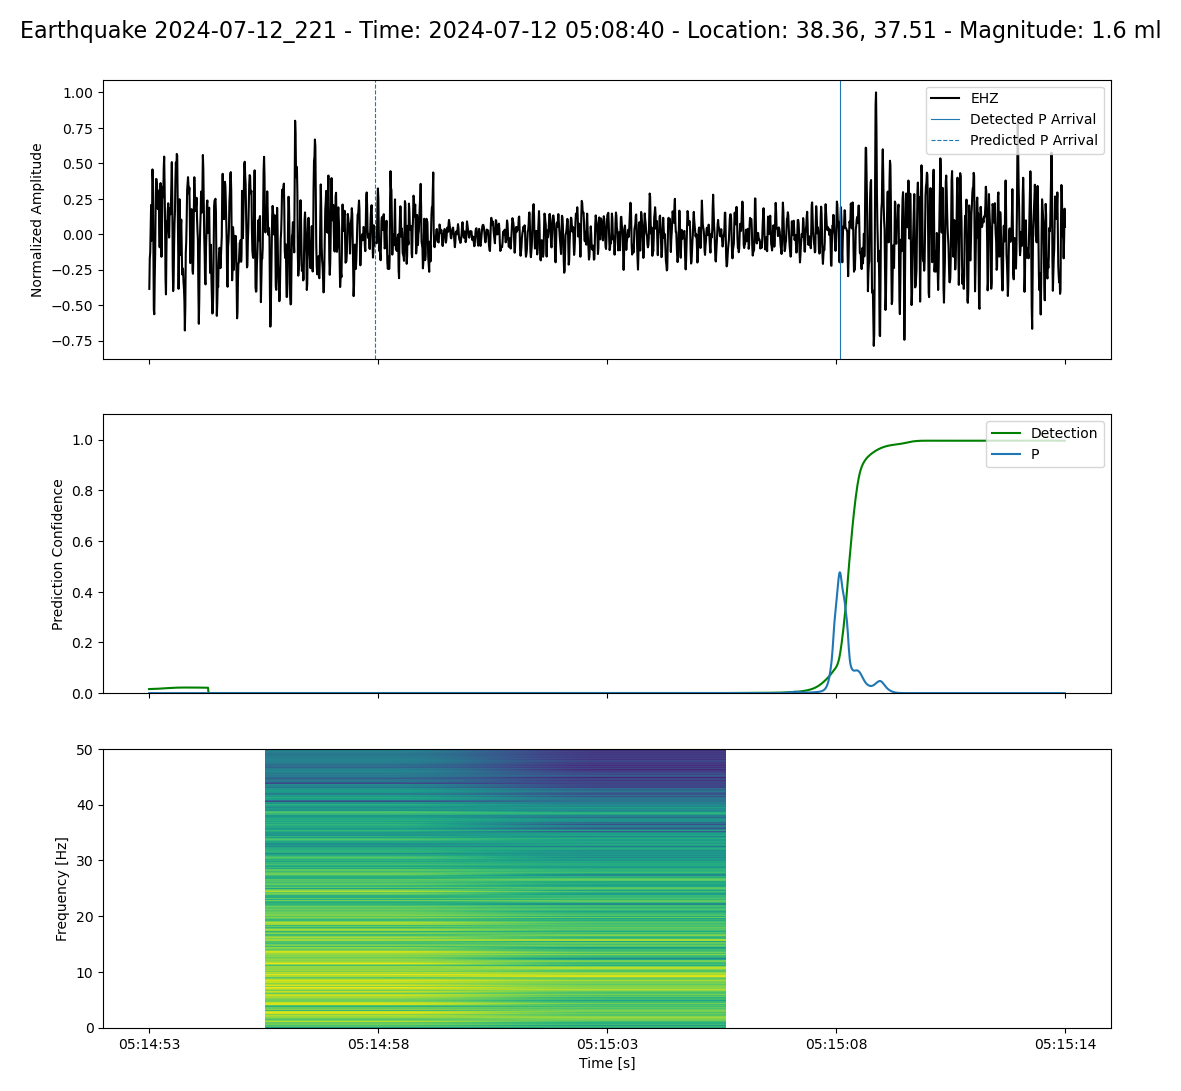 Earthquake 2024-07-12_221 - Time: 2024-07-12 05:08:40 - Location: 38.36, 37.51 - Magnitude: 1.6 ml
Normalized Amplitude
1.00
0.75
0.50
0.25
0.00
−0.25
−0.50
−0.75
EHZ
Detected P Arrival
Predicted P Arrival
Prediction Confidence
1.0
0.8
0.6
0.4
0.2
0.0
Detection
P
Frequency [Hz]
50
40
30
20
10
0
05:14:53
05:14:58
05:15:03
05:15:08
05:15:14
Time [s]